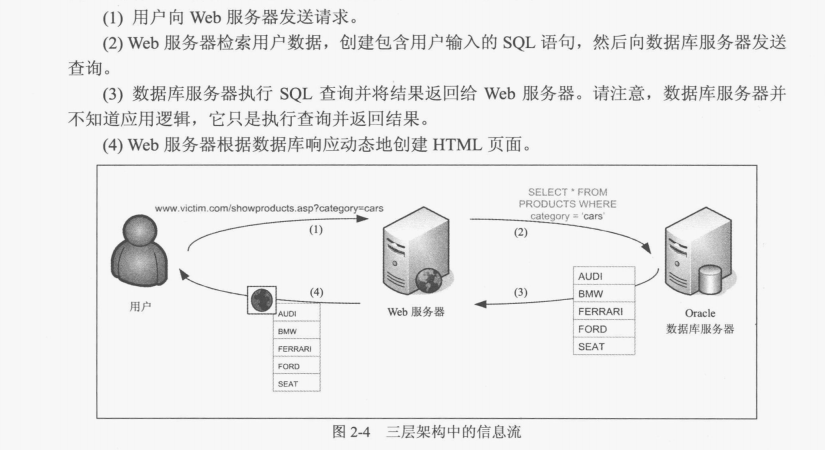 (1) 用户向 Web 服务器发送请求。
(2) Web 服务器检索用户数据，创建包含用户输入的 SQL 语句，然后向数据库服务器发送
查询。
(3) 数据库服务器执行 SQL 查询并将结果返回给 Web 服务器。请注意，数据库服务器并
不知道应用逻辑，它只是执行查询并返回结果。
(4) Web 服务器根据数据库响应动态地创建 HTML 页面。
www.victim.com/showproducts.asp?category=cars
(1)
SELECT * FROM
PRODUCTS WHERE
category = 'cars'
(2)
用户
(4)
AUDI
BMW
FERRARI
FORD
SEAT
Web 服务器
(3)
AUDI
BMW
FERRARI
FORD
SEAT
Oracle
数据库服务器
图 2-4 三层架构中的信息流